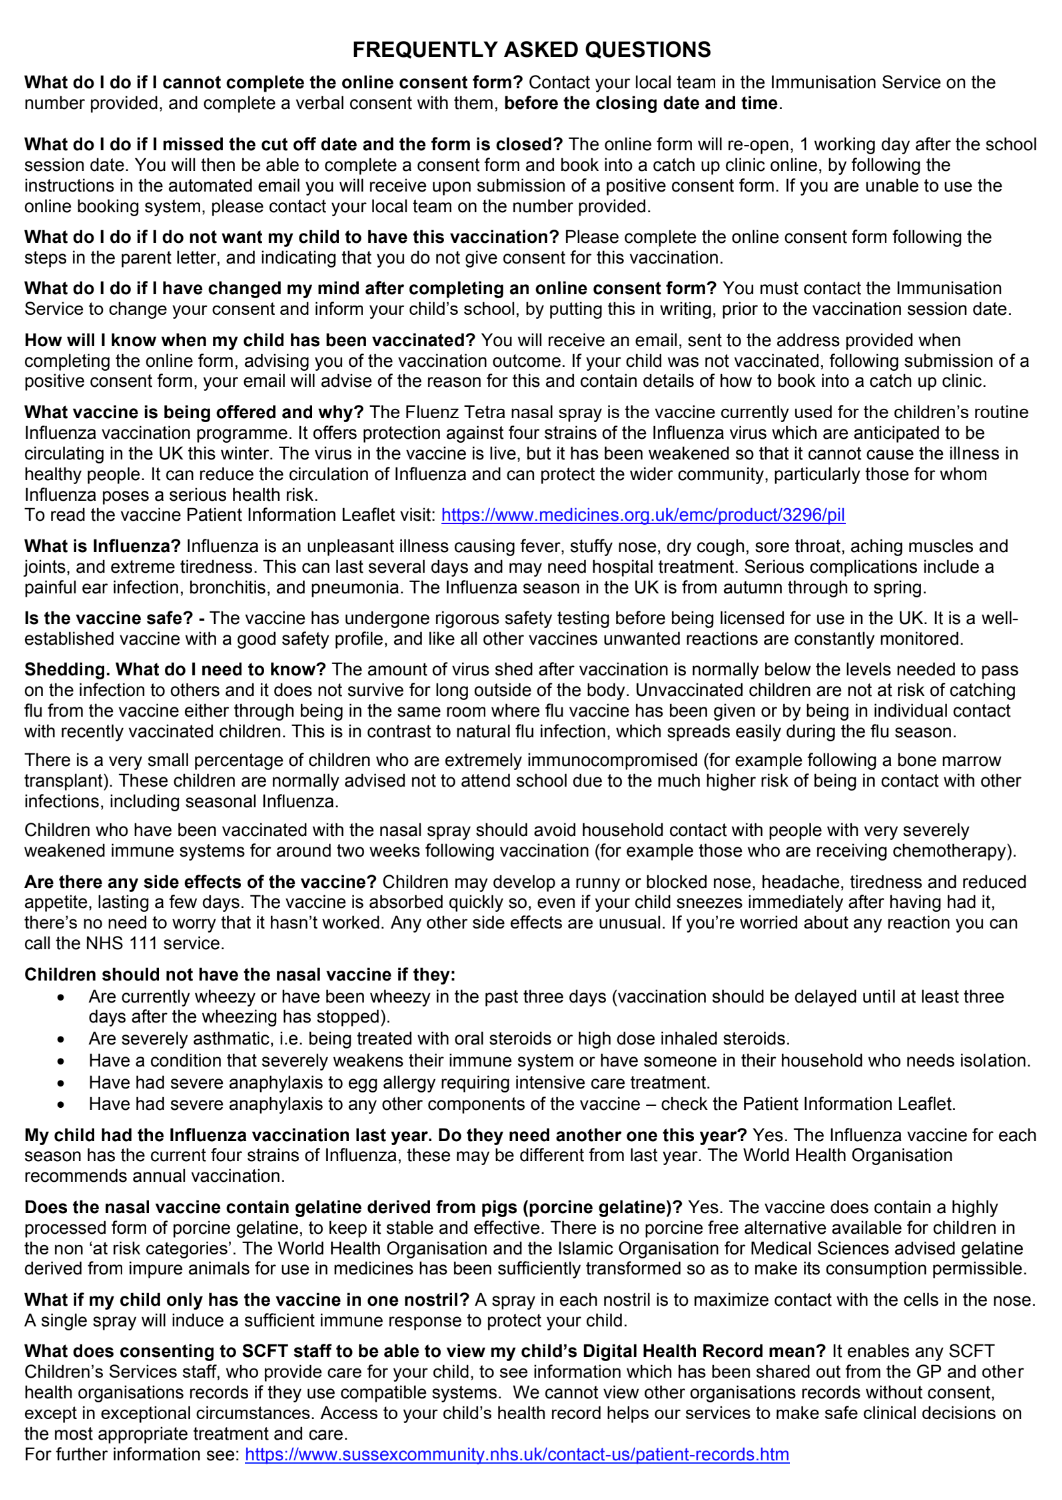 FREQUENTLY ASKED QUESTIONS
What do I do if I cannot complete the online consent form? Contact your local team in the Immunisation Service on the
number provided, and complete a verbal consent with them, before the closing date and time.
What do I do if I missed the cut off date and the form is closed? The online form will re-open, 1 working day after the school
session date. You will then be able to complete a consent form and book into a catch up clinic online, by following the
instructions in the automated email you will receive upon submission of a positive consent form. If you are unable to use the
online booking system, please contact your local team on the number provided.
What do I do if I do not want my child to have this vaccination? Please complete the online consent form following the
steps in the parent letter, and indicating that you do not give consent for this vaccination.
What do I do if I have changed my mind after completing an online consent form? You must contact the Immunisation
Service to change your consent and inform your child's school, by putting this in writing, prior to the vaccination session date.
How will I know when my child has been vaccinated? You will receive an email, sent to the address provided when
completing the online form, advising you of the vaccination outcome. If your child was not vaccinated, following submission of a
positive consent form, your email will advise of the reason for this and contain details of how to book into a catch up clinic.
What vaccine is being offered and why? The Fluenz Tetra nasal spray is the vaccine currently used for the children's routine
Influenza vaccination programme. It offers protection against four strains of the Influenza virus which are anticipated to be
circulating in the UK this winter. The virus in the vaccine is live, but it has been weakened so that it cannot cause the illness in
healthy people. It can reduce the circulation of Influenza and can protect the wider community, particularly those for whom
Influenza poses a serious health risk.
To read the vaccine Patient Information Leaflet visit: https://www.medicines.org.uk/emc/product/3296/pil
What is Influenza? Influenza is an unpleasant illness causing fever, stuffy nose, dry cough, sore throat, aching muscles and
joints, and extreme tiredness. This can last several days and may need hospital treatment. Serious complications include a
painful ear infection, bronchitis, and pneumonia. The Influenza season in the UK is from autumn through to spring.
Is the vaccine safe? - The vaccine has undergone rigorous safety testing before being licensed for use in the UK. It is a well-
established vaccine with a good safety profile, and like all other vaccines unwanted reactions are constantly monitored.
Shedding. What do I need to know? The amount of virus shed after vaccination is normally below the levels needed to pass
on the infection to others and it does not survive for long outside of the body. Unvaccinated children are not at risk of catching
flu from the vaccine either through being in the same room where flu vaccine has been given or by being in individual contact
with recently vaccinated children. This is in contrast to natural flu infection, which spreads easily during the flu season.
There is a very small percentage of children who are extremely immunocompromised (for example following a bone marrow
transplant). These children are normally advised not to attend school due to the much higher risk of being in contact with other
infections, including seasonal Influenza.
Children who have been vaccinated with the nasal spray should avoid household contact with people with very severely
weakened immune systems for around two weeks following vaccination (for example those who are receiving chemotherapy).
Are there any side effects of the vaccine? Children may develop a runny or blocked nose, headache, tiredness and reduced
appetite, lasting a few days. The vaccine is absorbed quickly so, even if your child sneezes immediately after having had it,
there's no need to worry that it hasn't worked. Any other side effects are unusual. If you're worried about any reaction you can
call the NHS 111 service.
Children should not have the nasal vaccine if they:
• Are currently wheezy or have been wheezy in the past three days (vaccination should be delayed until at least three
days after the wheezing has stopped).
• Are severely asthmatic, i.e. being treated with oral steroids or high dose inhaled steroids.
• Have a condition that severely weakens their immune system or have someone in their household who needs isolation.
• Have had severe anaphylaxis to egg allergy requiring intensive care treatment.
• Have had severe anaphylaxis to any other components of the vaccine – check the Patient Information Leaflet.
My child had the Influenza vaccination last year. Do they need another one this year? Yes. The Influenza vaccine for each
season has the current four strains of Influenza, these may be different from last year. The World Health Organisation
recommends annual vaccination.
Does the nasal vaccine contain gelatine derived from pigs (porcine gelatine)? Yes. The vaccine does contain a highly
processed form of porcine gelatine, to keep it stable and effective. There is no porcine free alternative available for children in
the non 'at risk categories'. The World Health Organisation and the Islamic Organisation for Medical Sciences advised gelatine
derived from impure animals for use in medicines has been sufficiently transformed so as to make its consumption permissible.
What if my child only has the vaccine in one nostril? A spray in each nostril is to maximize contact with the cells in the nose.
A single spray will induce a sufficient immune response to protect your child.
What does consenting to SCFT staff to be able to view my child's Digital Health Record mean? It enables any SCFT
Children's Services staff, who provide care for your child, to see information which has been shared out from the GP and other
health organisations records if they use compatible systems. We cannot view other organisations records without consent,
except in exceptional circumstances. Access to your child's health record helps our services to make safe clinical decisions on
the most appropriate treatment and care.
For further information see: https://www.sussexcommunity.nhs.uk/contact-us/patient-records.htm